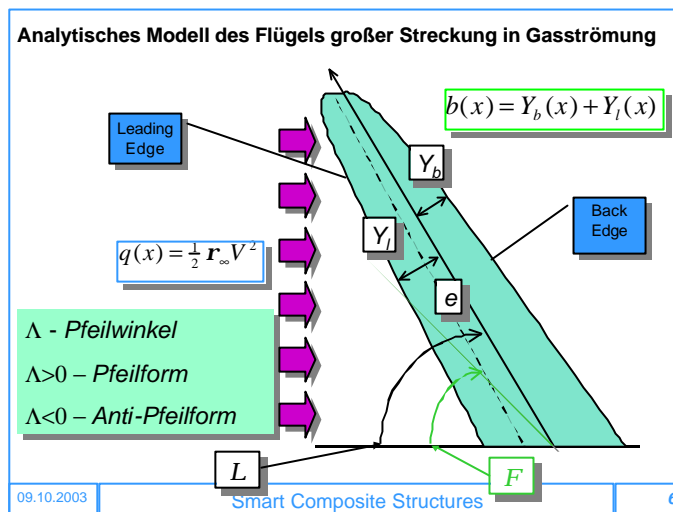 Analytisches Modell des Flügels großer Streckung in Gasströmung
b(x) = Y_b(x) + Y_l(x)
Leading
Edge
Y_b
Back
Edge
Y_l
q(x) = ½ r_∞V²
e
Λ - Pfeilwinkel
Λ>0 – Pfeilform
Λ<0 – Anti-Pfeilform
L
F
09.10.2003
Smart Composite Structures
6